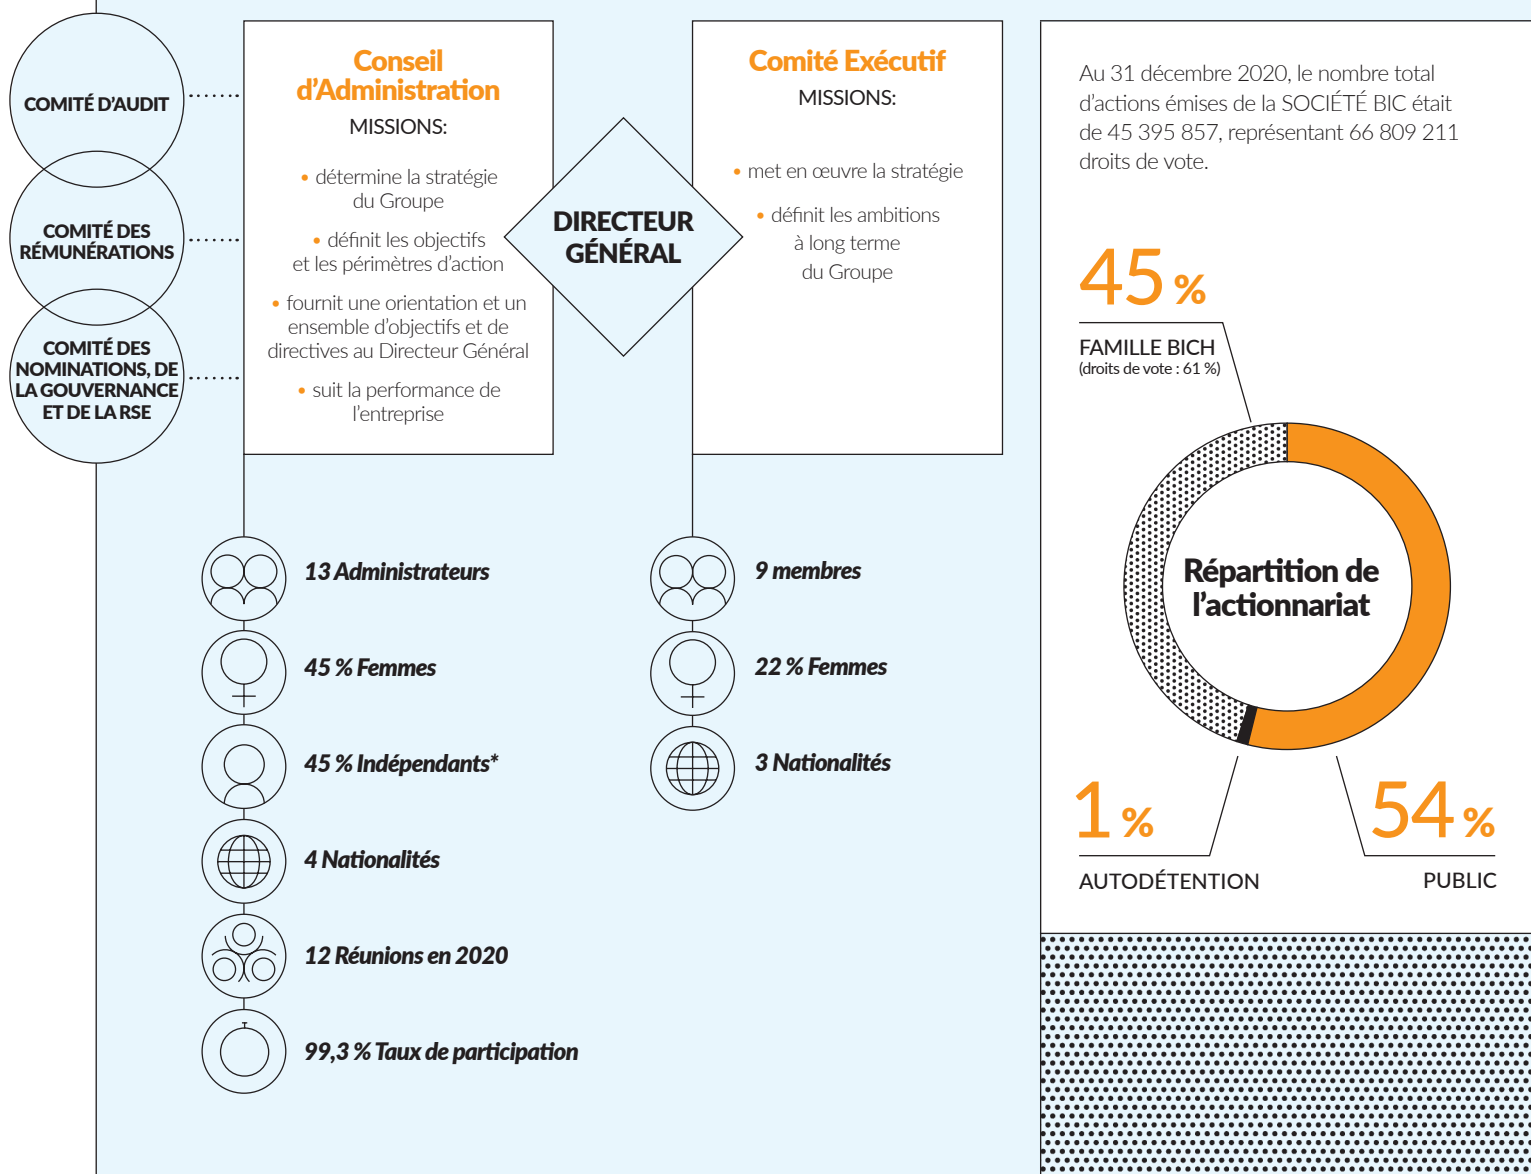 COMITÉ D'AUDIT
COMITÉ DES
RÉMUNÉRATIONS
COMITÉ DES
NOMINATIONS, DE
LA GOUVERNANCE
ET DE LA RSE
Conseil
d'Administration
MISSIONS:
• détermine la stratégie
du Groupe
• définit les objectifs
et les périmètres d'action
• fournit une orientation et un
ensemble d'objectifs et de
directives au Directeur Général
• suit la performance de
l'entreprise
DIRECTEUR
GÉNÉRAL
Comité Exécutif
MISSIONS:
• met en œuvre la stratégie
• définit les ambitions
à long terme
du Groupe
13 Administrateurs
45 % Femmes
45 % Indépendants*
4 Nationalités
12 Réunions en 2020
99,3 % Taux de participation
9 membres
22 % Femmes
3 Nationalités
Au 31 décembre 2020, le nombre total
d'actions émises de la SOCIÉTÉ BIC était
de 45 395 857, représentant 66 809 211
droits de vote.
45 %
FAMILLE BICH
(droits de vote : 61 %)
Répartition de
l'actionnariat
1 %
AUTODÉTENTION
54 %
PUBLIC